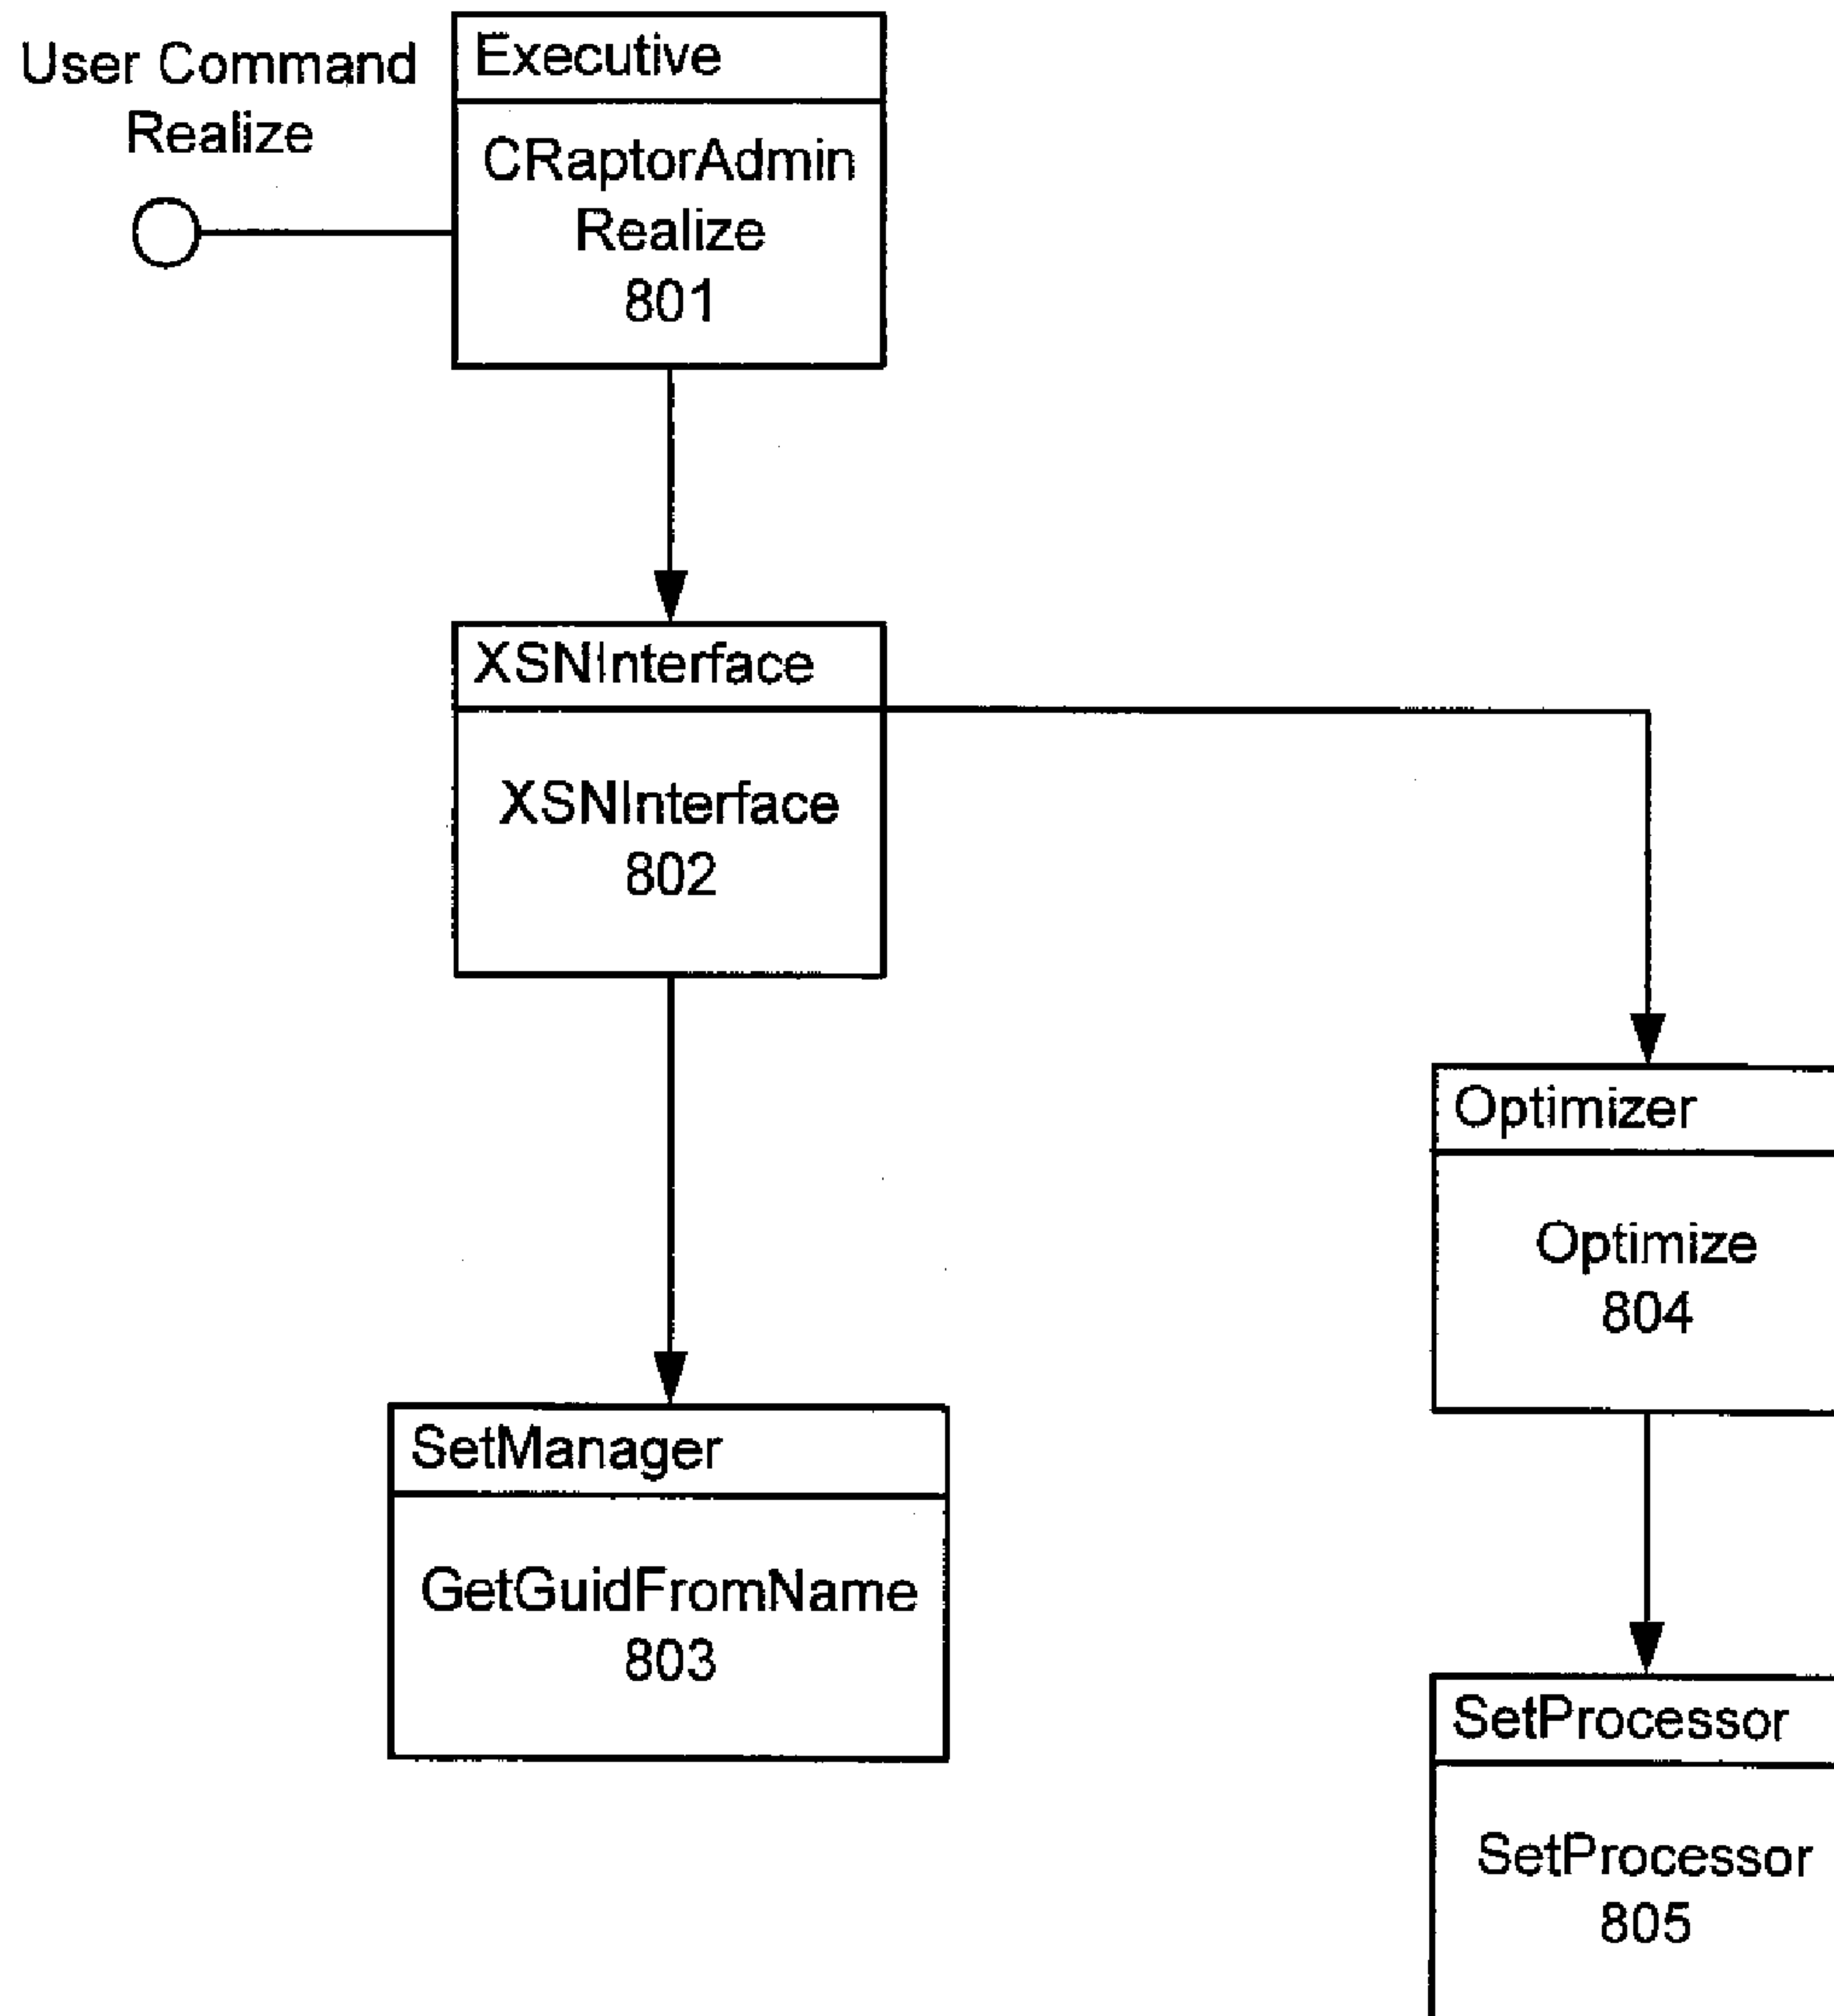 User Command
Realize
Executive
CRaptorAdmin
Realize
801
XSNInterface
XSNInterface
802
Optimizer
Optimize
804
SetManager
GetGuidFromName
803
SetProcessor
SetProcessor
805